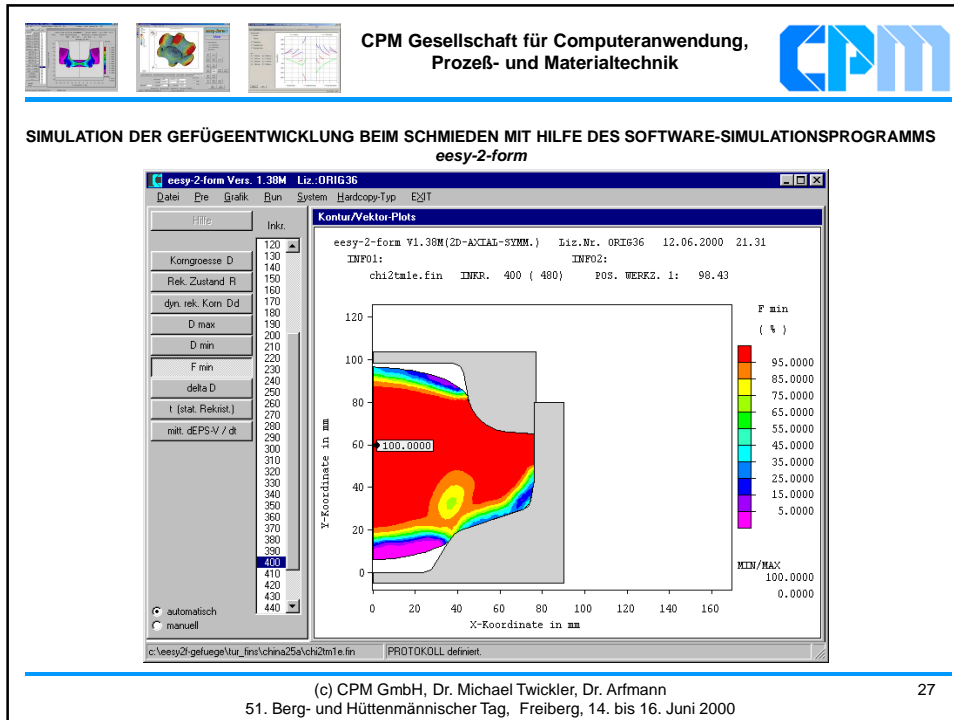 CPM Gesellschaft für Computeranwendung,
Prozeß- und Materialtechnik
CPM
SIMULATION DER GEFÜGEENTWICKLUNG BEIM SCHMIEDEN MIT HILFE DES SOFTWARE-SIMULATIONSPROGRAMMS
eesy-2-form
eesy-2-form Vers. 1.38M Liz.:ORIG36
Datei Pre Grafik Run System Hardcopy-Typ EXIT
Hilfe
Inkr.
Korngroesse D
Rek. Zustand R
dyn. rek. Korn Dd
D max
D min
F min
delta D
t (stat. Rekrist.)
mitt. dEPS-V / dt
120
130
140
150
160
170
180
190
200
210
220
230
240
250
260
270
280
290
300
310
320
330
340
350
360
370
380
390
400
410
420
430
440
automatisch
manuell
Kontur/Vektor-Plots
eesy-2-form V1.38M(2D-AXIAL-SYMM.) Liz.Nr. ORIG36 12.06.2000 21.31
INFO1: INFO2:
chi2tm1e.fin INKR. 400 ( 480) POS. WERKZ. 1: 98.43
Y-Koordinate in mm
120
100
80
60
40
20
0
100.0000
0 20 40 60 80 100 120 140 160
X-Koordinate in mm
F min
( % )
95.0000
85.0000
75.0000
65.0000
55.0000
45.0000
35.0000
25.0000
15.0000
5.0000
MIN/MAX
100.0000
0.0000
c:\eesy2f-gefuege\tur_fins\china25a\chi2tm1e.fin PROTOKOLL definiert.
(c) CPM GmbH, Dr. Michael Twickler, Dr. Arfmann 27
51. Berg- und Hüttenmännischer Tag, Freiberg, 14. bis 16. Juni 2000